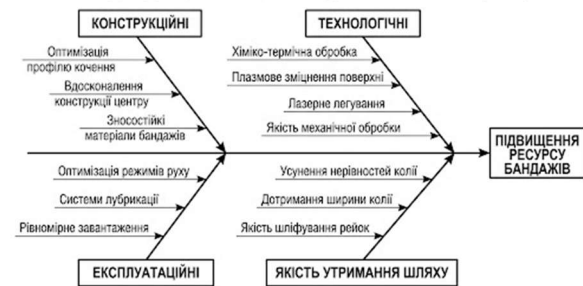 КОНСТРУКЦІЙНІ
ТЕХНОЛОГІЧНІ
Оптимізація
профілю кочення
Вдосконалення
конструкції центру
Зносостійкі
матеріали бандажів
Хіміко-термічна обробка
Плазмове зміцнення поверхні
Лазерне легування
Якість механічної обробки
ПІДВИЩЕННЯ
РЕСУРСУ
БАНДАЖІВ
Оптимізація режимів руху
Системи лубрикації
Рівномірне завантаження
Усунення нерівностей колії
Дотримання ширини колії
Якість шліфування рейок
ЕКСПЛУАТАЦІЙНІ
ЯКІСТЬ УТРИМАННЯ ШЛЯХУ